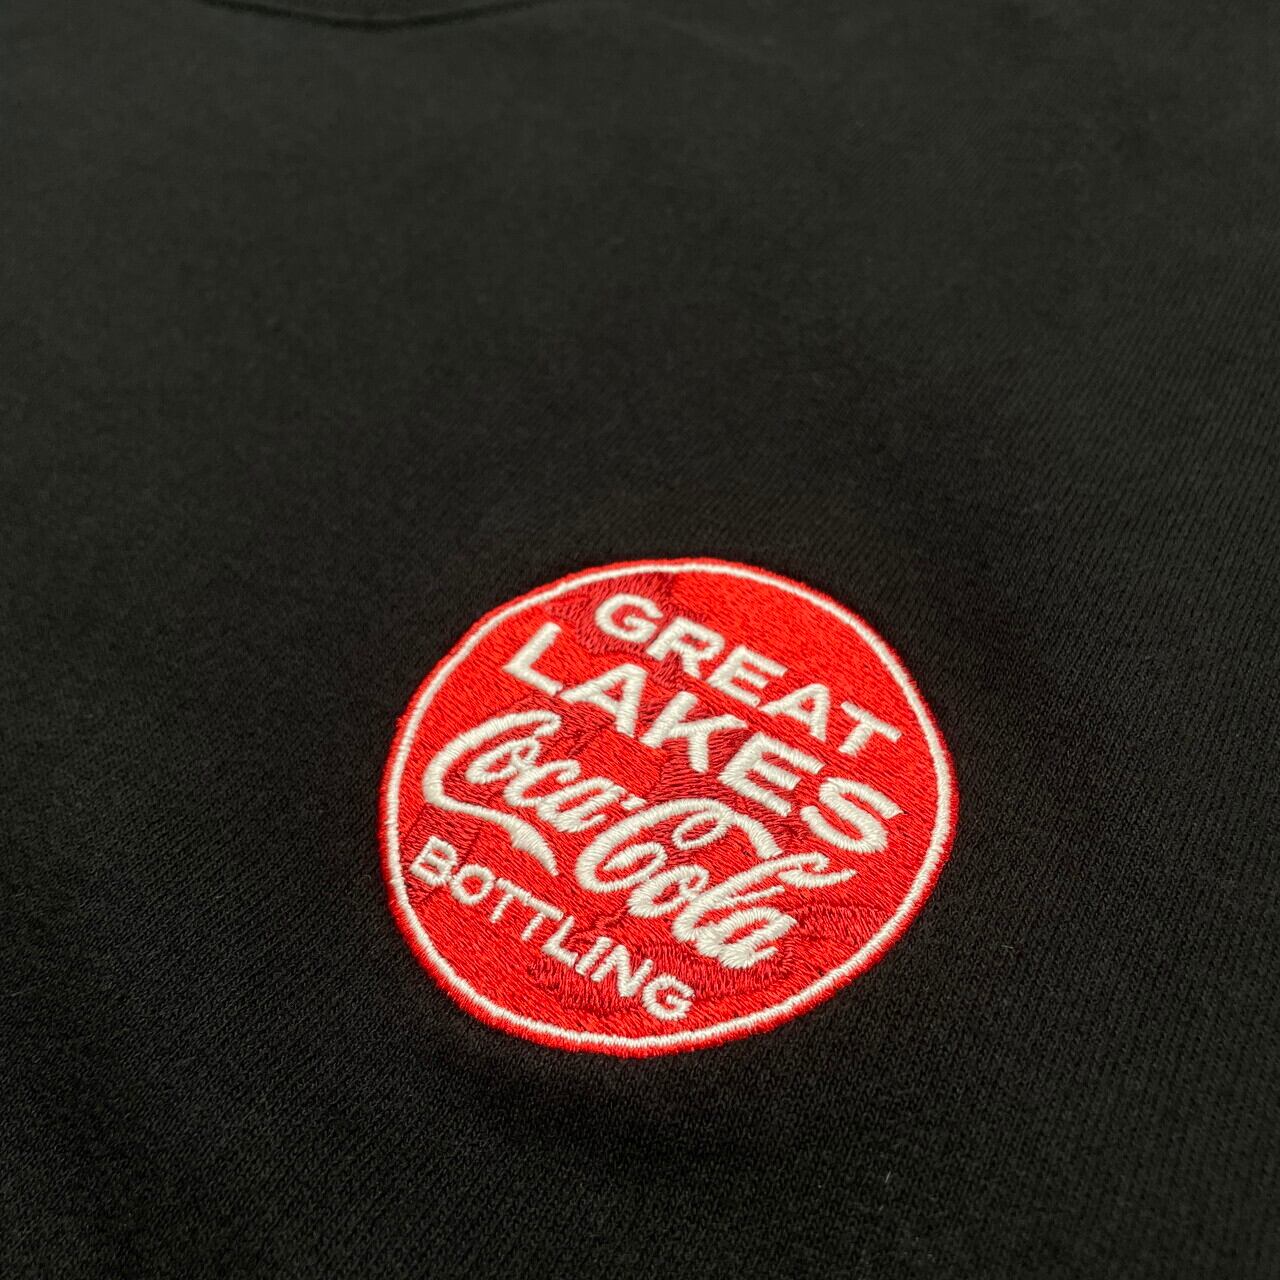 GREAT
LAKES
Coca-Cola
BOTTLING